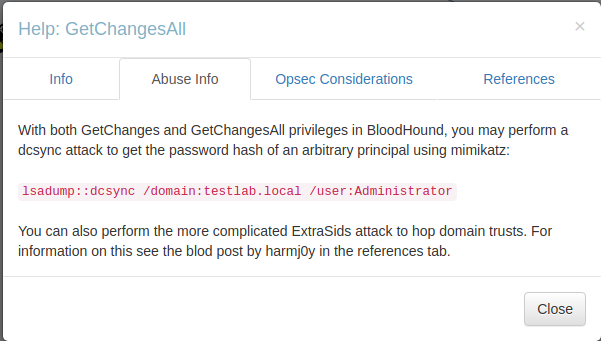 Help: GetChangesAll ×
Info Abuse Info Opsec Considerations References
With both GetChanges and GetChangesAll privileges in BloodHound, you may perform a
dcsync attack to get the password hash of an arbitrary principal using mimikatz:
lsadump::dcsync /domain:testlab.local /user:Administrator
You can also perform the more complicated ExtraSids attack to hop domain trusts. For
information on this see the blod post by harmj0y in the references tab.
Close